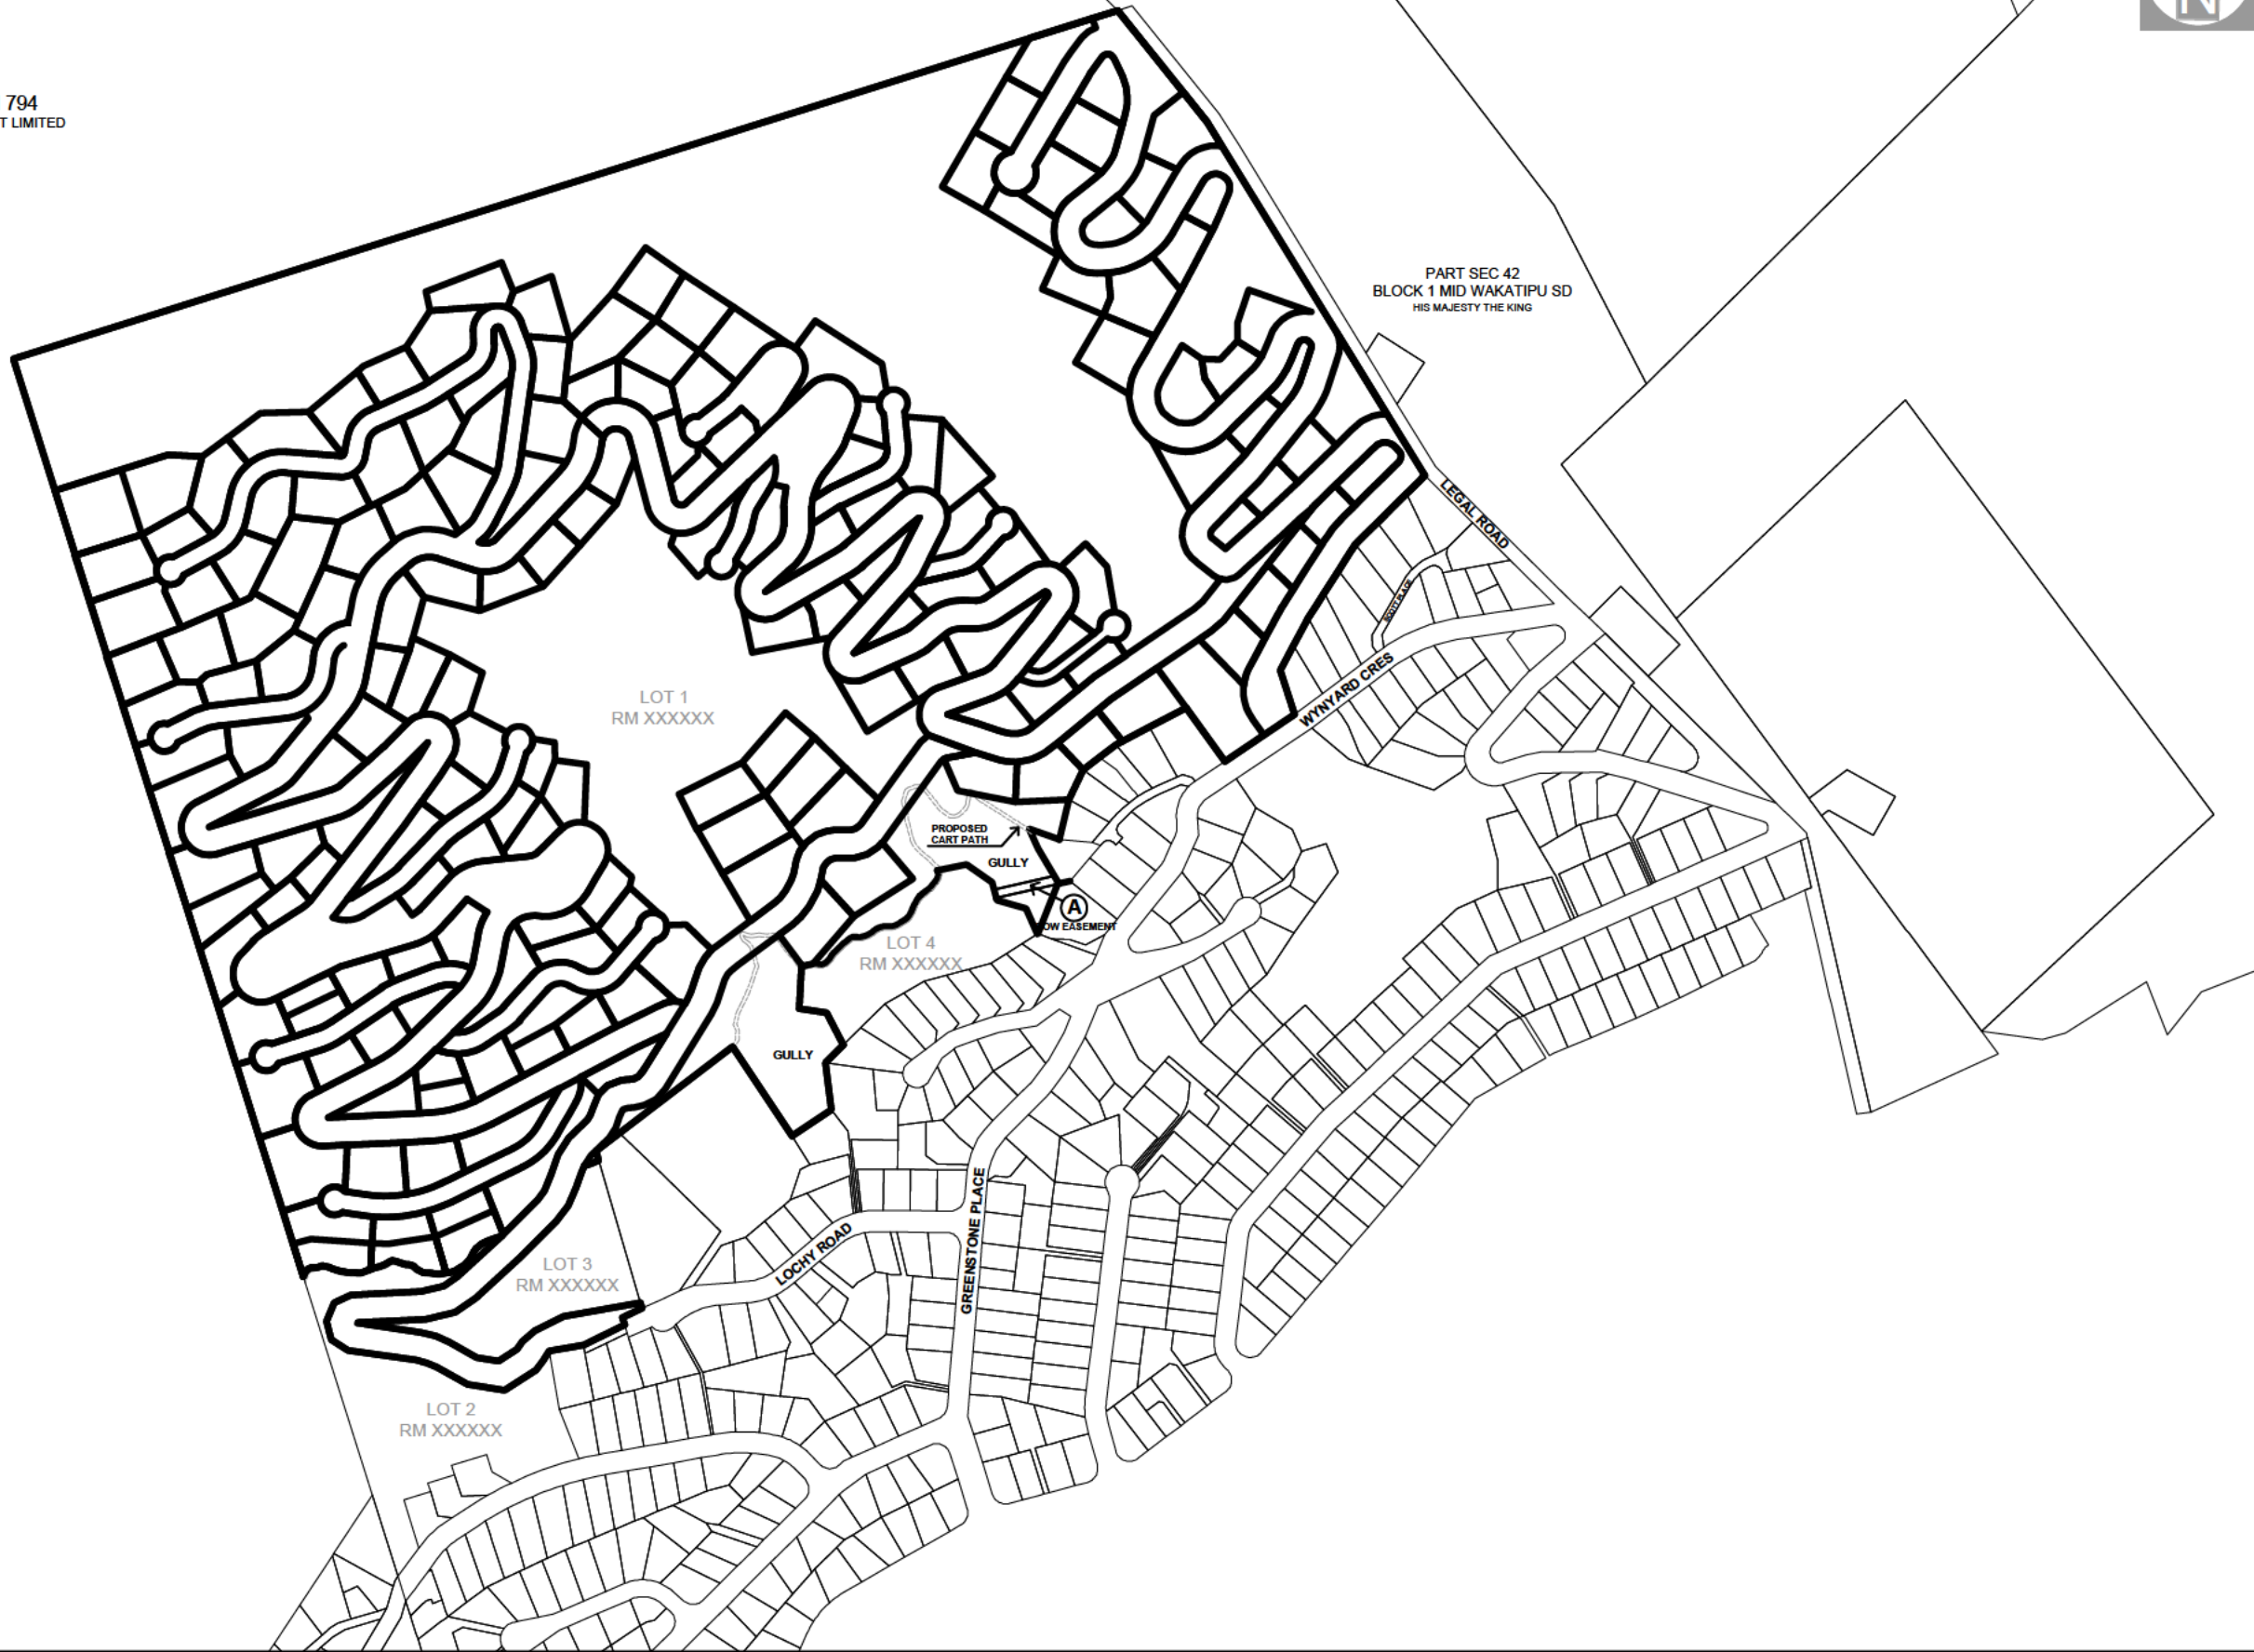 N
794
T LIMITED
PART SEC 42
BLOCK 1 MID WAKATIPU SD
HIS MAJESTY THE KING
LEGAL ROAD
WYNYARD CRES
LOT 1
RM XXXXXX
PROPOSED
CART PATH
GULLY
A
OW EASEMENT
LOT 4
RM XXXXXX
GULLY
LOT 3
RM XXXXXX
LOCHY ROAD
GREENSTONE PLACE
LOT 2
RM XXXXXX